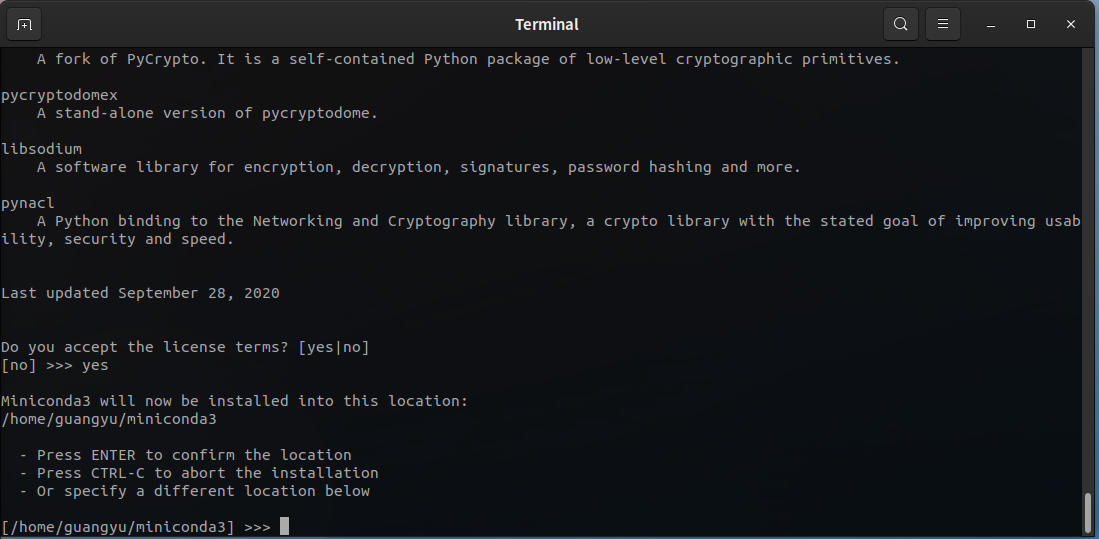 Terminal
A fork of PyCrypto. It is a self-contained Python package of low-level cryptographic primitives.
pycryptodomex
A stand-alone version of pycryptodome.
libsodium
A software library for encryption, decryption, signatures, password hashing and more.
pynacl
A Python binding to the Networking and Cryptography library, a crypto library with the stated goal of improving usab
ility, security and speed.
Last updated September 28, 2020
Do you accept the license terms? [yes|no]
[no] >>> yes
Miniconda3 will now be installed into this location:
/home/guangyu/miniconda3
- Press ENTER to confirm the location
- Press CTRL-C to abort the installation
- Or specify a different location below
[/home/guangyu/miniconda3] >>>